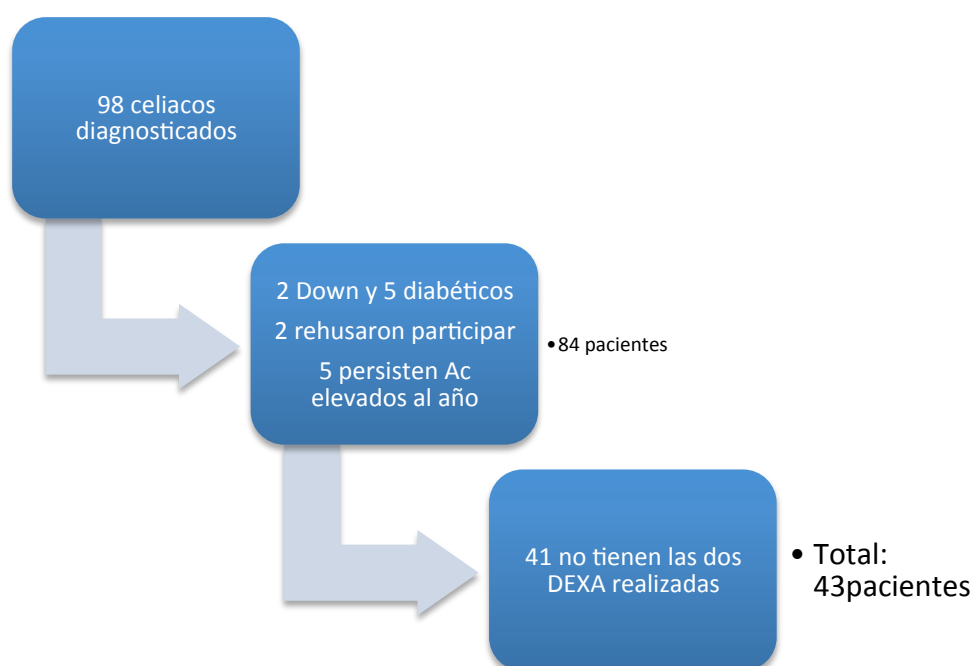 98 celiacos
diagnosticados
2 Down y 5 diabéticos
2 rehusaron participar
5 persisten Ac
elevados al año
•84 pacientes
41 no tienen las dos
DEXA realizadas
• Total:
43pacientes